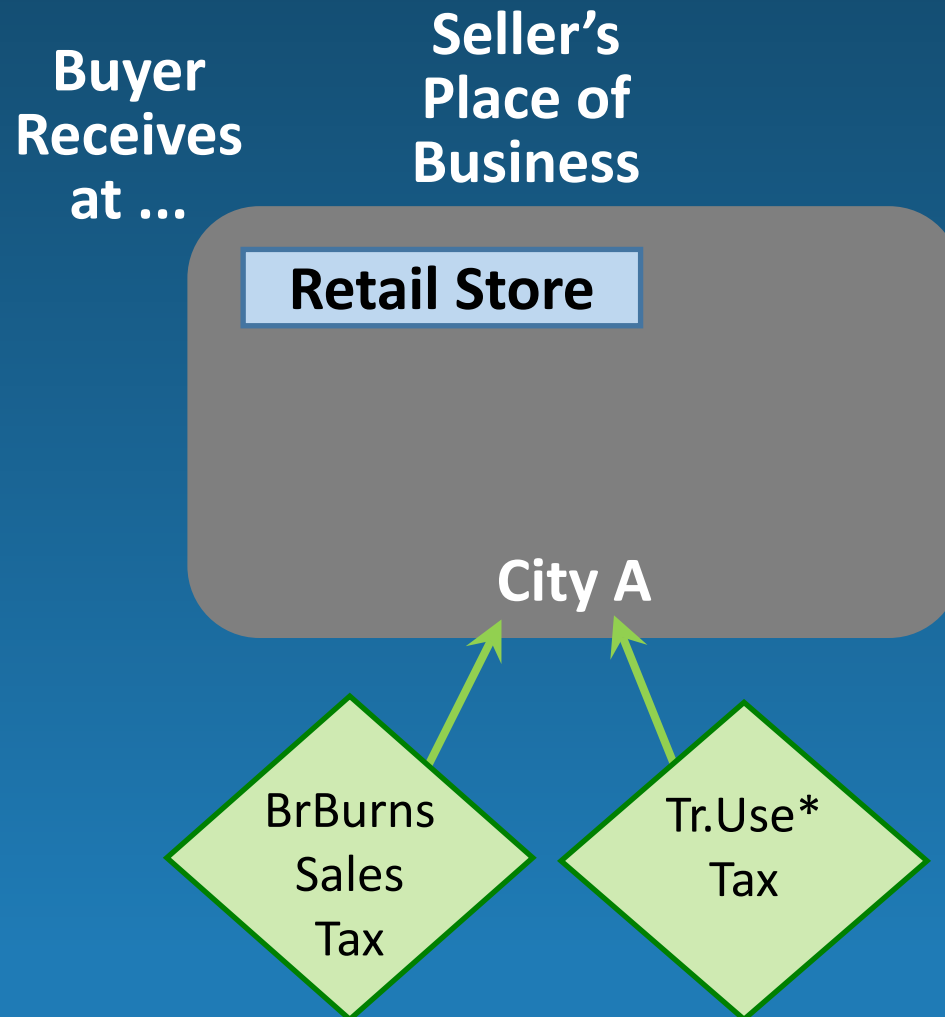 Buyer
Receives
at ...
Seller’s
Place of
Business
Retail Store
City A
BrBurns
Sales
Tax
Tr.Use*
Tax